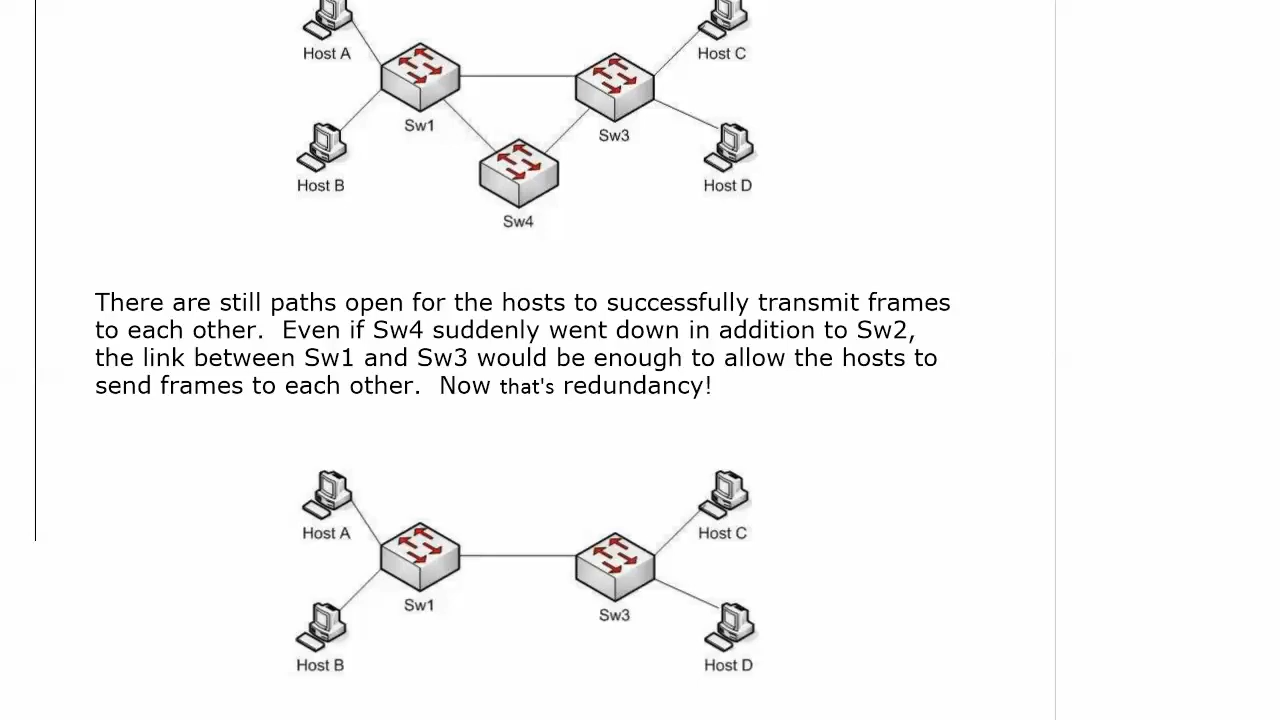 Host A
Host C
Sw1
Sw3
Host B
Host D
Sw4
There are still paths open for the hosts to successfully transmit frames
to each other.  Even if Sw4 suddenly went down in addition to Sw2,
the link between Sw1 and Sw3 would be enough to allow the hosts to
send frames to each other.  Now that's redundancy!
Host A
Host C
Sw1
Sw3
Host B
Host D